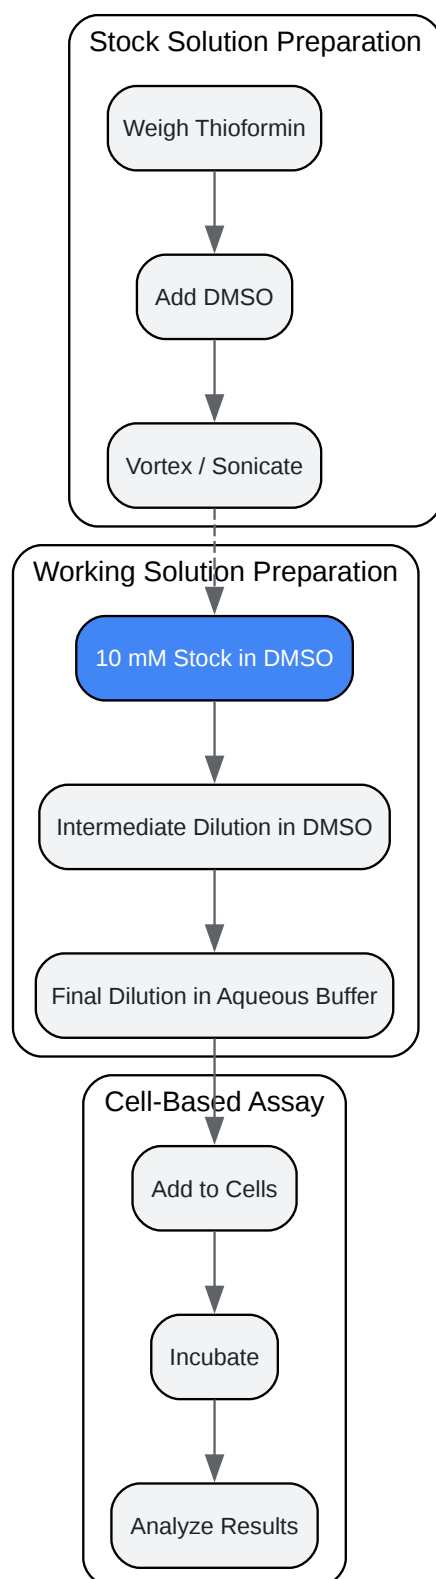 Stock Solution Preparation
Weigh Thioformin
Add DMSO
Vortex / Sonicate
Working Solution Preparation
10 mM Stock in DMSO
Intermediate Dilution in DMSO
Final Dilution in Aqueous Buffer
Cell-Based Assay
Add to Cells
Incubate
Analyze Results